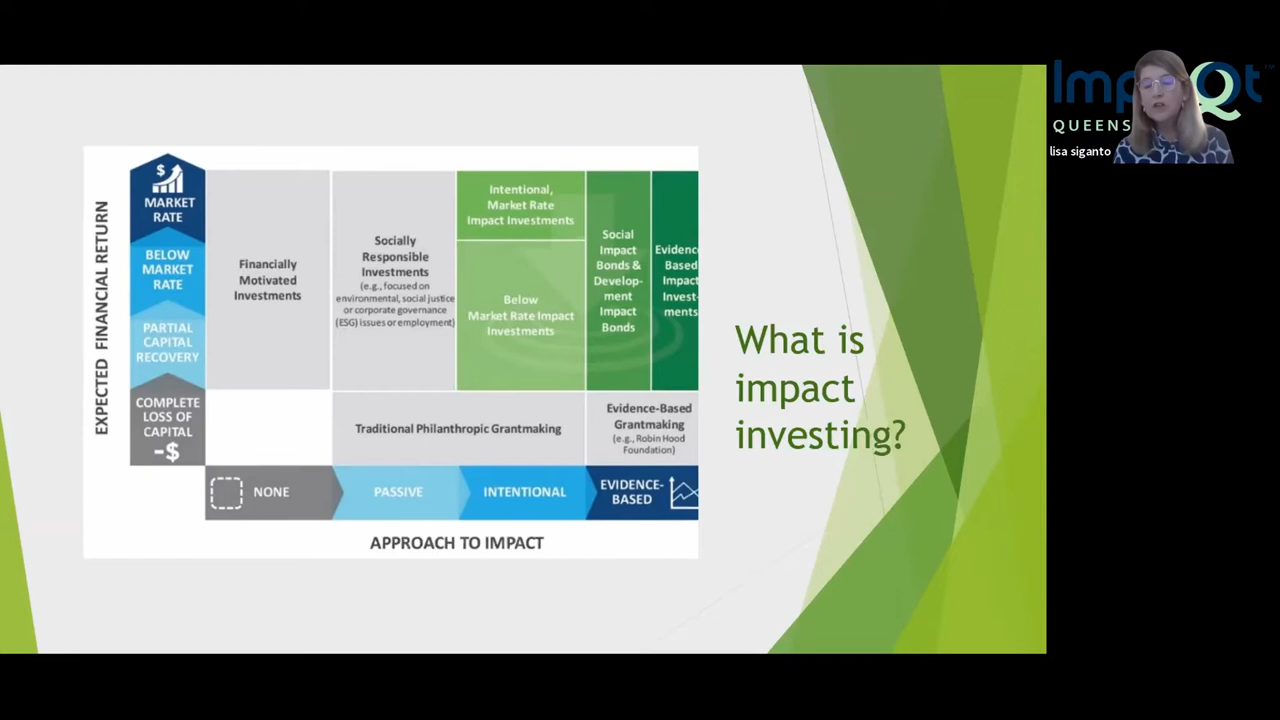 EXPECTED FINANCIAL RETURN
$
MARKET
RATE
BELOW
MARKET
RATE
PARTIAL
CAPITAL
RECOVERY
COMPLETE
LOSS OF
CAPITAL
-$
Financially
Motivated
Investments
Socially
Responsible
Investments
(e.g., focused on
environmental, social justice
or corporate governance
(ESG) issues or employment)
Intentional,
Market Rate
Impact Investments
Below
Market Rate Impact
Investments
Social
Impact
Bonds &
Develop-
ment
Impact
Bonds
Evidence
Based
Impact
Invest-
ments
Traditional Philanthropic Grantmaking
Evidence-Based
Grantmaking
(e.g., Robin Hood
Foundation)
NONE
PASSIVE
INTENTIONAL
EVIDENCE-
BASED
APPROACH TO IMPACT
What is
impact
investing?
QUEENS
lisa siganto